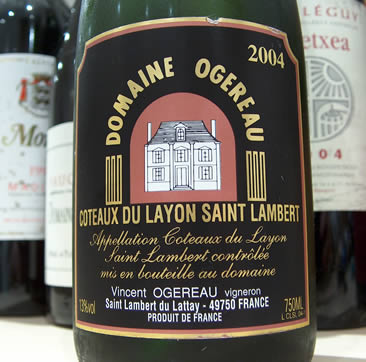 2004
DOMAINE OGEREAU
COTEAUX DU LAYON SAINT LAMBERT
Appellation Coteaux du Layon
Saint Lambert contrôlée
mis en bouteille au domaine
Vincent OGEREAU vigneron
Saint Lambert du Lattay - 49750 FRANCE
PRODUIT DE FRANCE
13%vol
750ML